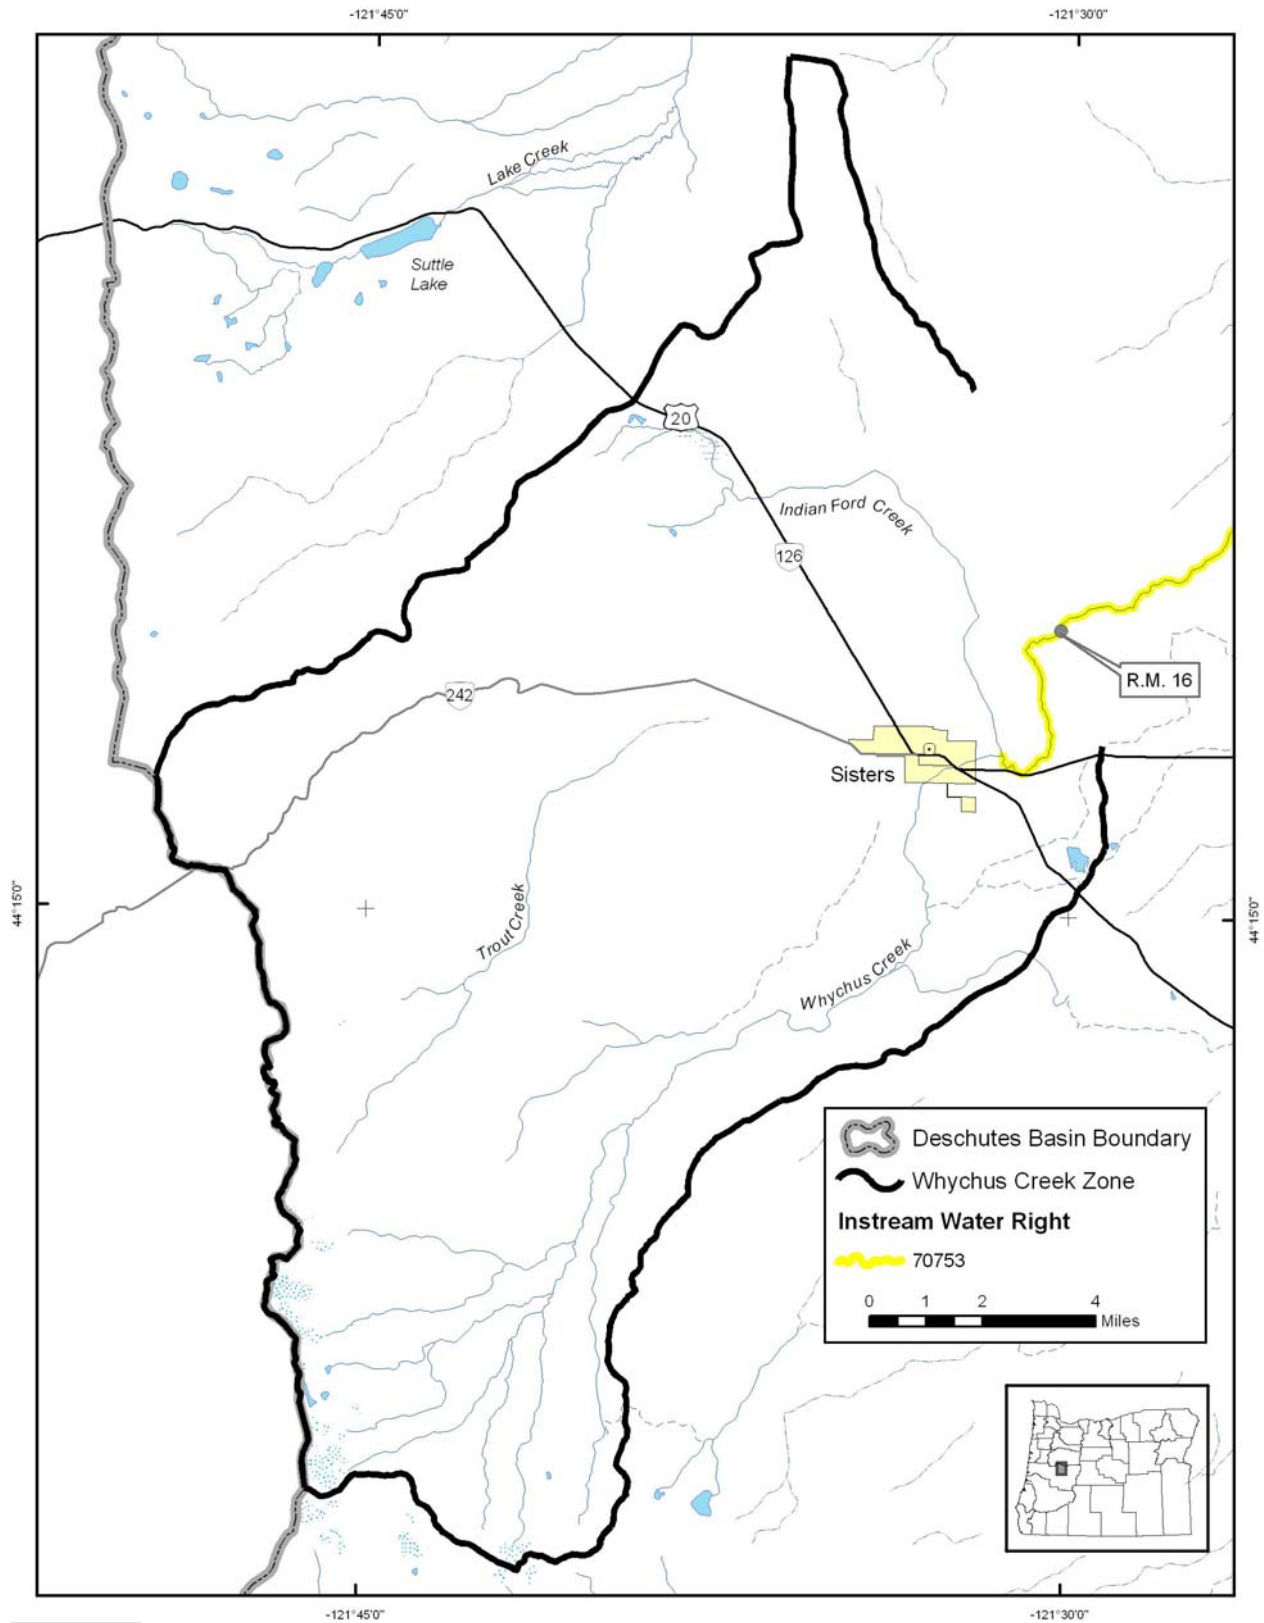 -121°45'0"
-121°30'0"
Lake Creek
Suttle
Lake
20
Indian Ford Creek
126
R.M. 16
242
Sisters
44°15'0"
44°15'0"
Trout Creek
Whychus Creek
Deschutes Basin Boundary
Whychus Creek Zone
Instream Water Right
70753
0 1 2 4
Miles
-121°45'0"
-121°30'0"